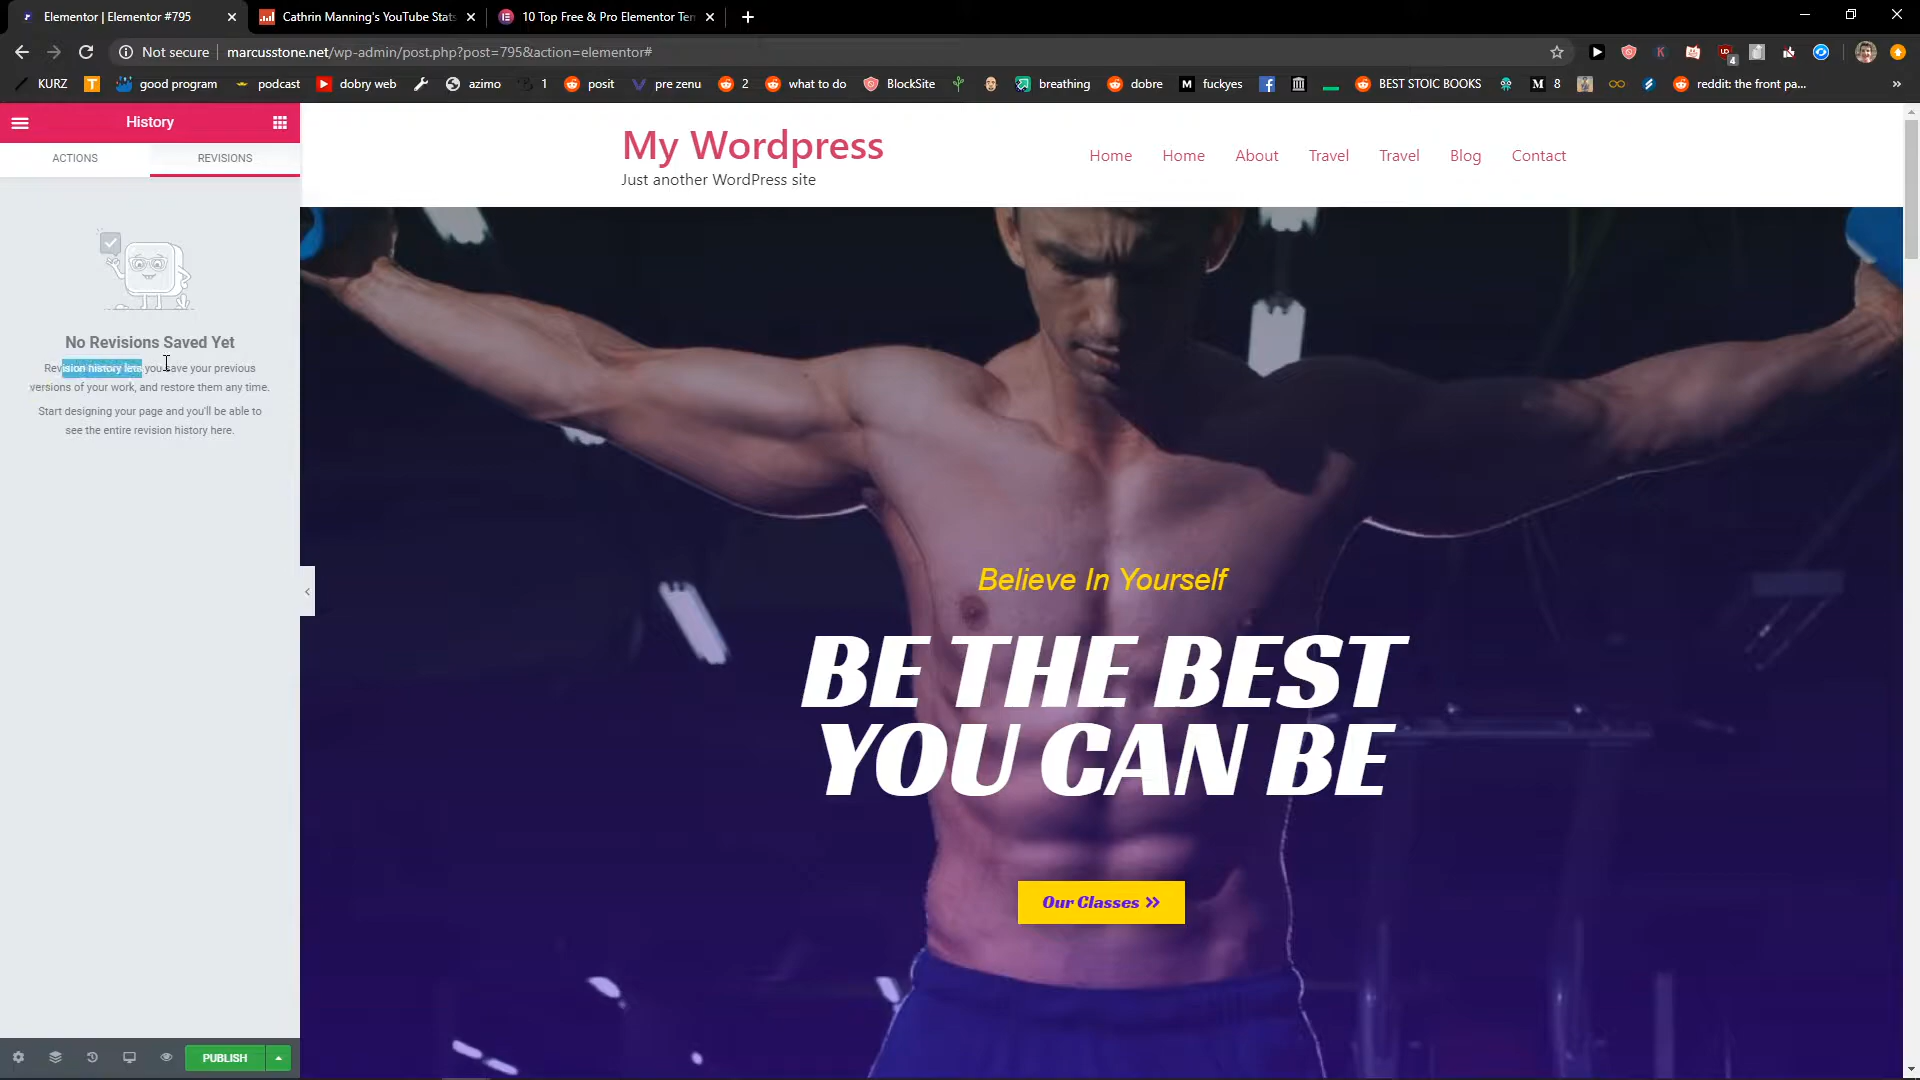 Elementor | Elementor #795
Cathrin Manning's YouTube Stats
10 Top Free & Pro Elementor Ten
Not secure
marcusstone.net/wp-admin/post.php?post=795&action=elementor#
KURZ
good program
podcast
dobry web
azimo
1
posit
pre zenu
2
what to do
BlockSite
breathing
dobre
fuckyes
BEST STOIC BOOKS
8
reddit: the front pa...
History
ACTIONS
REVISIONS
No Revisions Saved Yet
Revision history lets you save your previous
versions of your work, and restore them any time.
Start designing your page and you'll be able to
see the entire revision history here.
PUBLISH
My Wordpress
Just another WordPress site
Home
Home
About
Travel
Travel
Blog
Contact
Believe In Yourself
BE THE BEST
YOU CAN BE
Our Classes